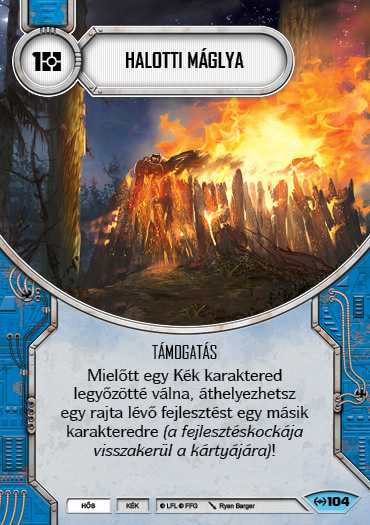 1
HALOTTI MÁGLYA
TÁMOGATÁS
Mielőtt egy Kék karaktered
legyőzötté válna, áthelyezhetsz
egy rajta lévő fejlesztést egy másik
karakteredre (a fejlesztéskockája
visszakerül a kártyájára)!
HŐS KÉK © LFL © FFG Ryan Barger
104